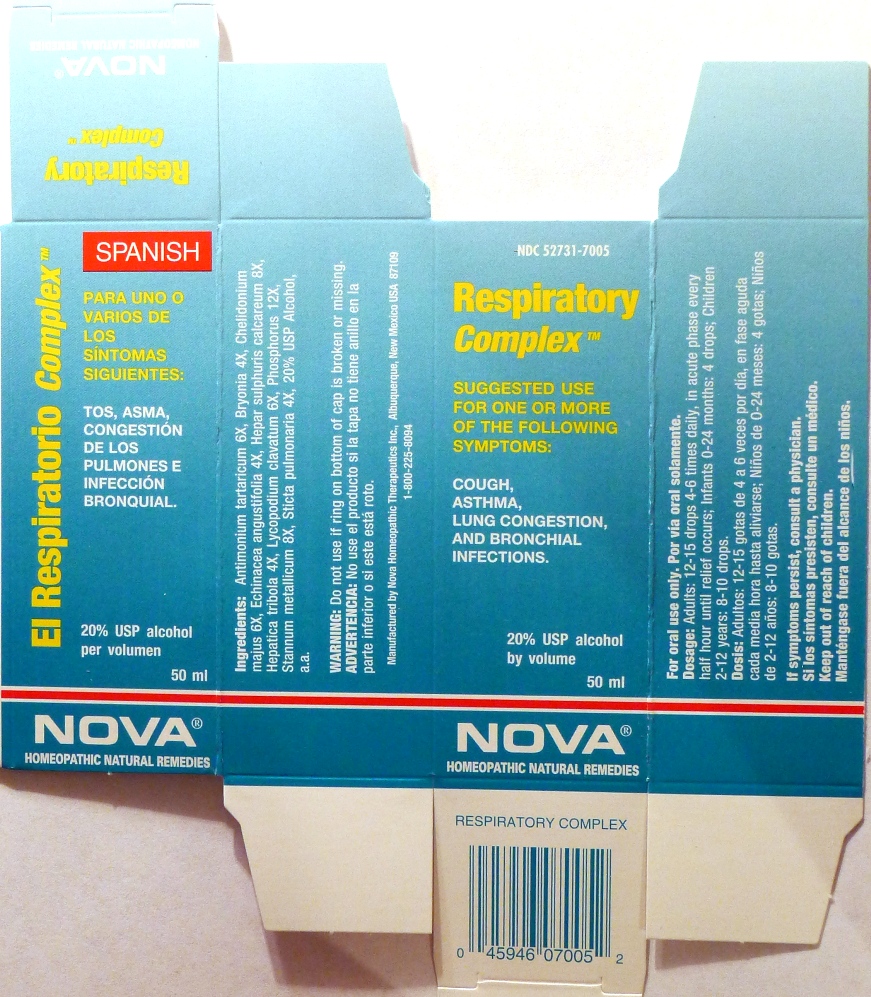 NOVA®
HOMEOPATHIC NATURAL REMEDIES
Respiratory
Complex™
El Respiratorio Complex™
SPANISH
PARA UNO O
VARIOS DE
LOS
SÍNTOMAS
SIGUIENTES:
TOS, ASMA,
CONGESTIÓN
DE LOS
PULMONES E
INFECCIÓN
BRONQUIAL.
20% USP alcohol
per volumen
50 ml
NOVA®
HOMEOPATHIC NATURAL REMEDIES
Ingredients: Antimonium tartaricum 6X, Bryonia 4X, Chelidonium
majus 6X, Echinacea angustifolia 4X, Hepar sulphuris calcareum 8X,
Hepatica tribola 4X, Lycopodium clavatum 6X, Phosphorus 12X,
Stannum metallicum 8X, Sticta pulmonaria 4X, 20% USP Alcohol,
a.a.
WARNING: Do not use if ring on bottom of cap is broken or missing.
ADVERTENCIA: No use el producto si la tapa no tiene anillo en la
parte inferior o si este está roto.
Manufactured by Nova Homeopathic Therapeutics Inc., Albuquerque, New Mexico USA 87109
1-800-225-8094
NDC 52731-7005
Respiratory
Complex™
SUGGESTED USE
FOR ONE OR MORE
OF THE FOLLOWING
SYMPTOMS:
COUGH,
ASTHMA,
LUNG CONGESTION,
AND BRONCHIAL
INFECTIONS.
20% USP alcohol
by volume
50 ml
NOVA®
HOMEOPATHIC NATURAL REMEDIES
RESPIRATORY COMPLEX
0 45946 07005 2
For oral use only. Por vía oral solamente.
Dosage: Adults: 12-15 drops 4-6 times daily, in acute phase every
half hour until relief occurs; Infants 0-24 months: 4 drops; Children
2-12 years: 8-10 drops.
Dosis: Adultos: 12-15 gotas de 4 a 6 veces por día, en fase aguda
cada media hora hasta aliviarse; Niños de 0-24 meses: 4 gotas; Niños
de 2-12 años: 8-10 gotas.
If symptoms persist, consult a physician.
Si los síntomas presisten, consulte un médico.
Keep out of reach of children.
Manténgase fuera del alcance de los niños.